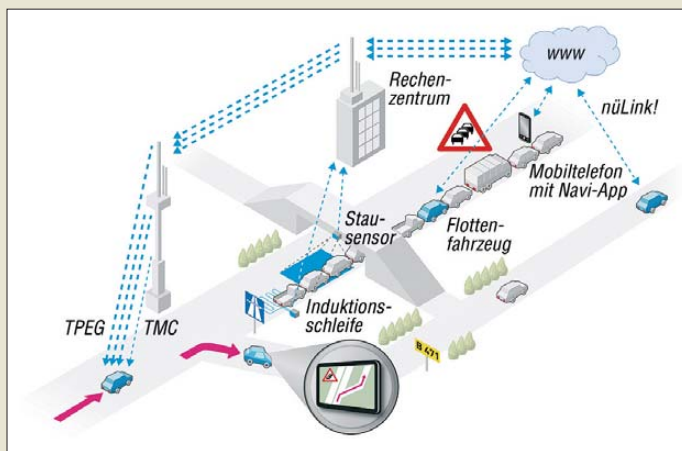 www
Rechen-
zentrum
nüLink!
Mobiltelefon
mit Navi-App
Stau-
sensor
Flotten-
fahrzeug
Induktions-
schleife
TPEG
TMC
B 471